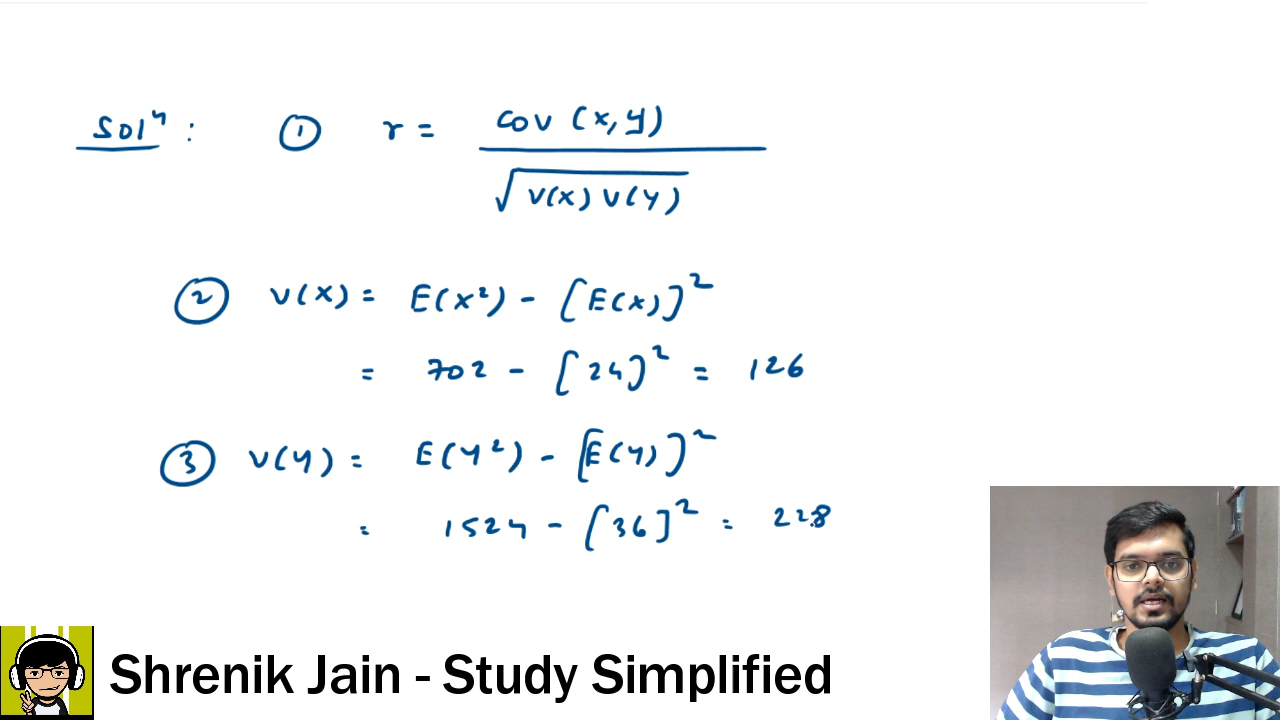 Solⁿ : ① r = cov (x,y)
√V(x) V(y)
② V(x) = E(x²) - [E(x)]²
= 702 - [24]² = 126
③ V(y) = E(y²) - [E(y)]²
= 1524 - [36]² = 228
Shrenik Jain - Study Simplified